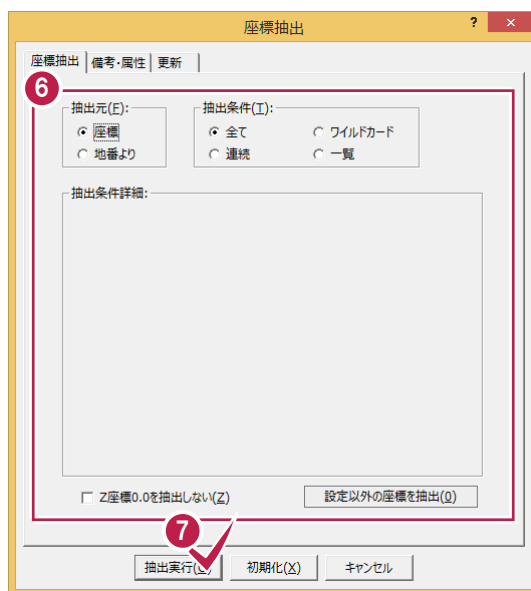 座標抽出
? ×
座標抽出 備考・属性 更新
6
抽出元(F): 抽出条件(T):
座標 全て ワイルドカード
地番より 連続 一覧
抽出条件詳細:
Z座標0.0を抽出しない(Z) 設定以外の座標を抽出(0)
7
抽出実行( ) 初期化(X) キャンセル